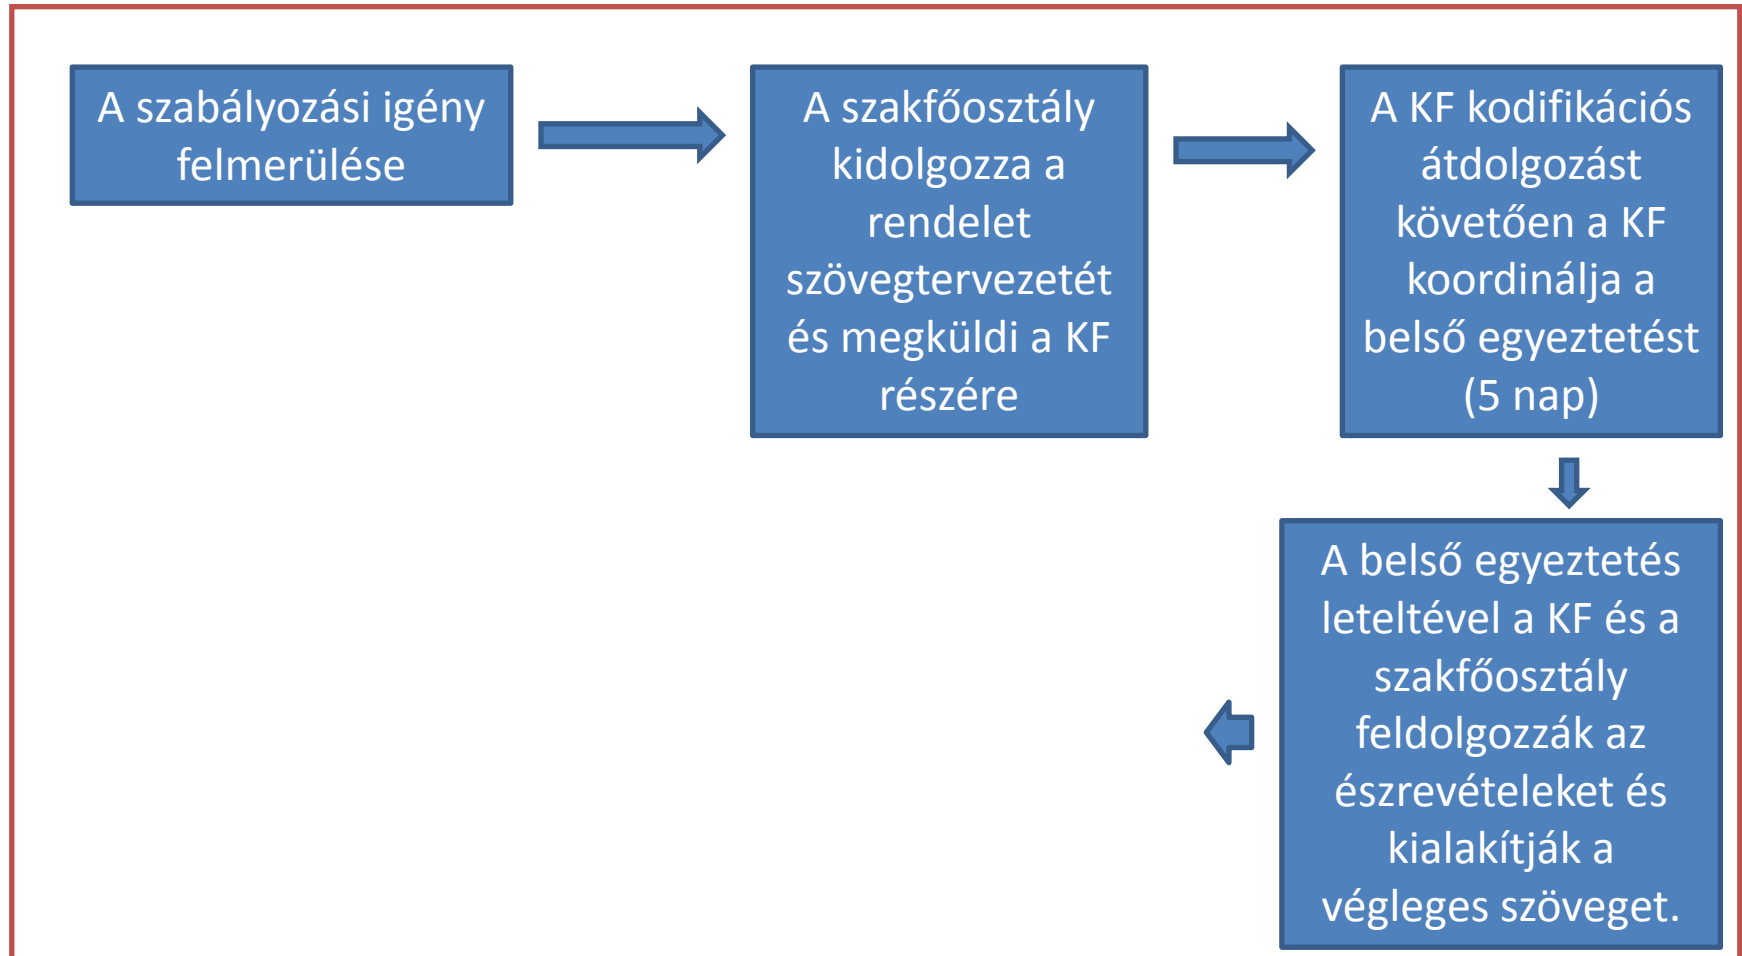 A szabályozási igény
felmerülése
A szakfőosztály
kidolgozza a
rendelet
szövegtervezetét
és megküldi a KF
részére
A KF kodifikációs
átdolgozást
követően a KF
koordinálja a
belső egyeztetést
(5 nap)
A belső egyeztetés
leteltével a KF és a
szakfőosztály
feldolgozzák az
észrevételeket és
kialakítják a
végleges szöveget.